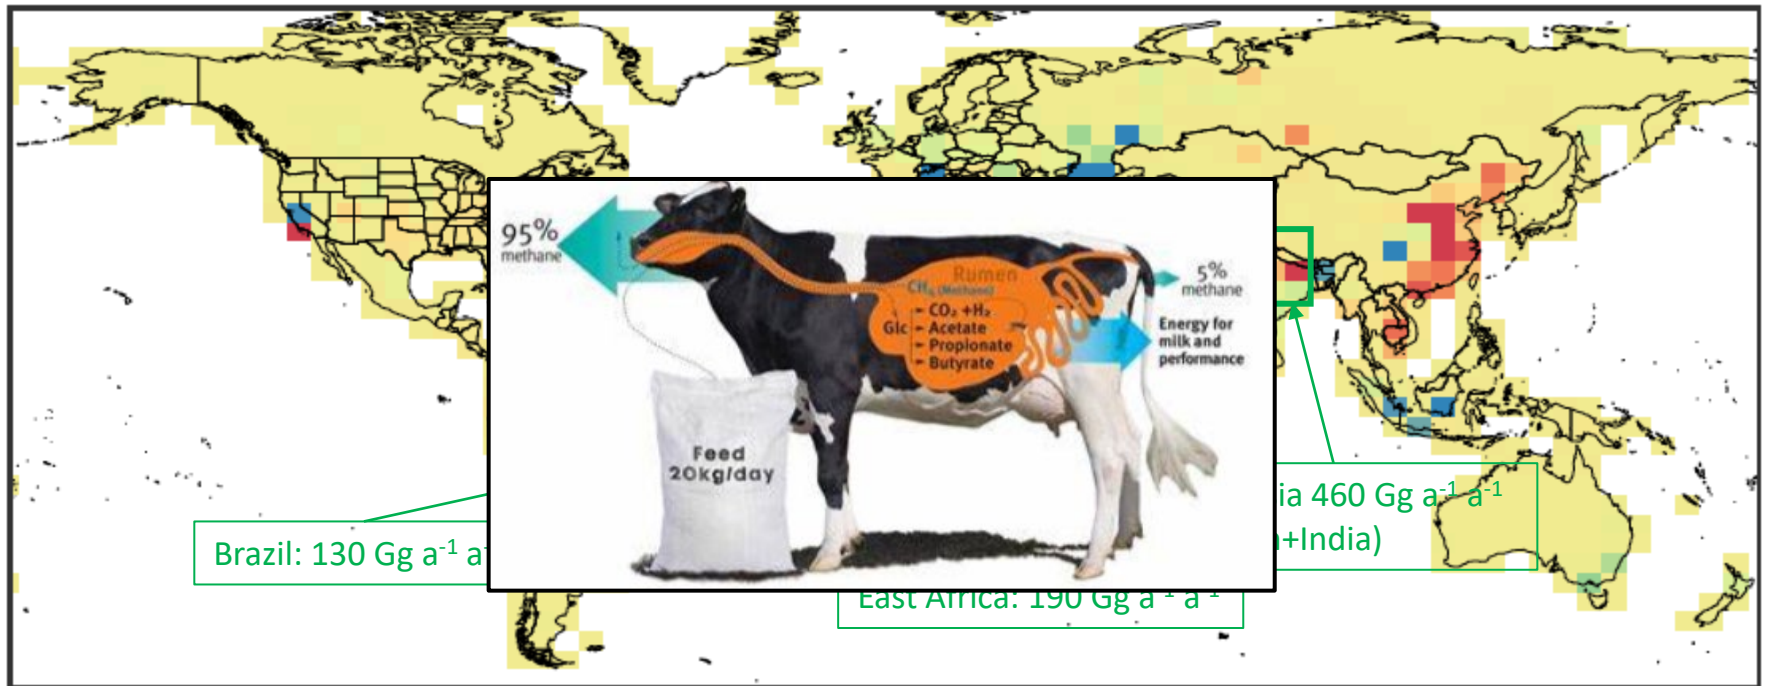 95%
methane
Rumen
CH₄ (Methane)
CO₂ +H₂
Glc
Acetate
Propionate
Butyrate
5%
methane
Energy for
milk and
performance
Feed
20kg/day
ia 460 Gg a⁻¹ a⁻¹
+India)
Brazil: 130 Gg a⁻¹ a
East Africa: 190 Gg a⁻¹ a⁻¹